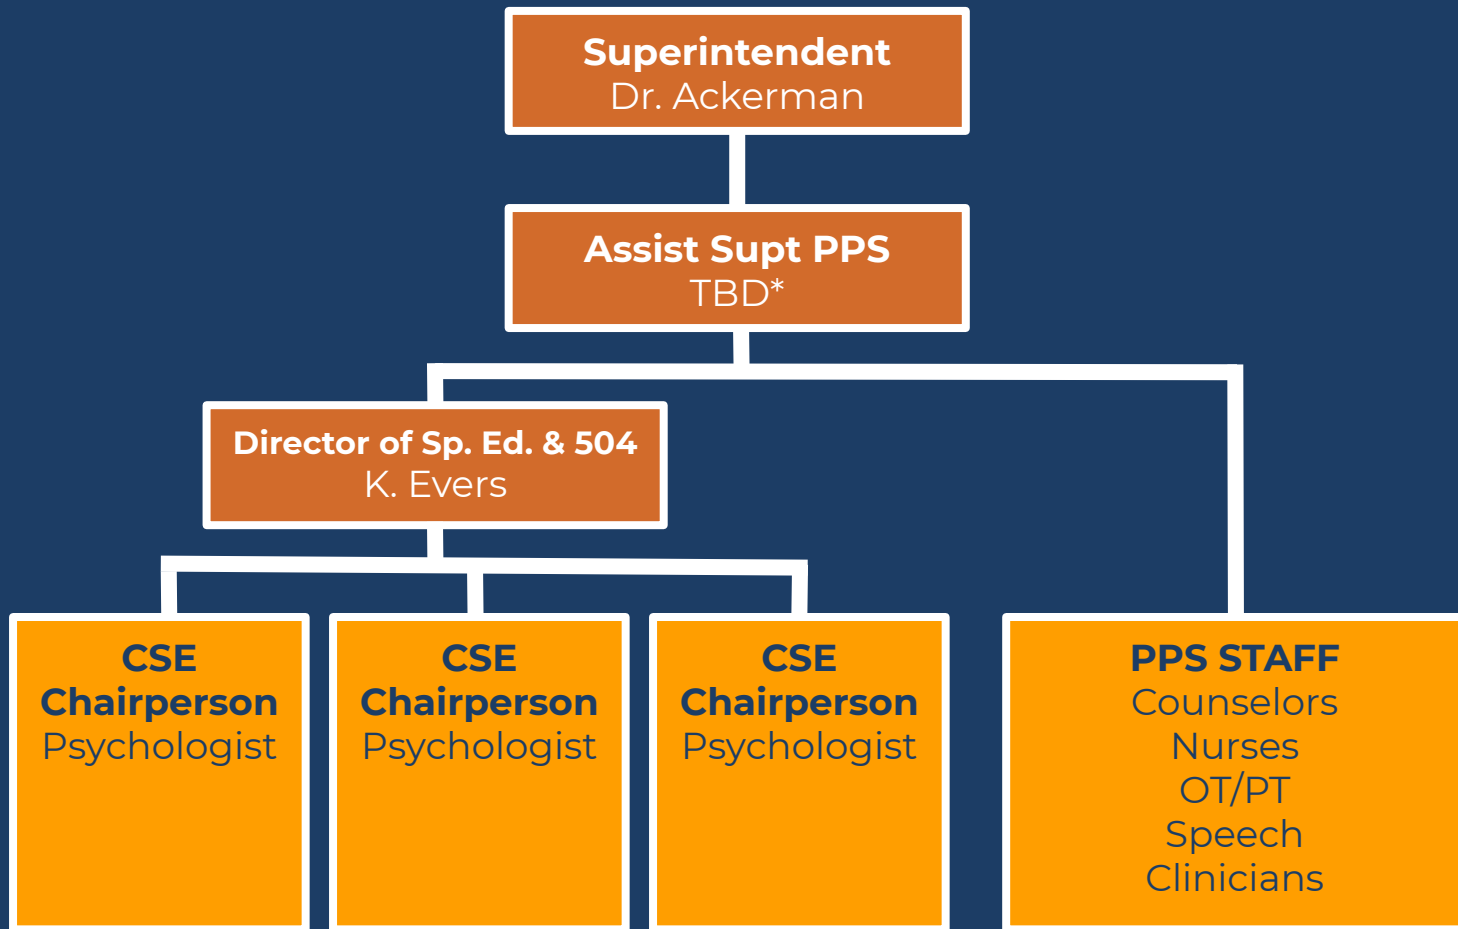 Superintendent
Dr. Ackerman
Assist Supt PPS
TBD*
Director of Sp. Ed. & 504
K. Evers
CSE
Chairperson
Psychologist
CSE
Chairperson
Psychologist
CSE
Chairperson
Psychologist
PPS STAFF
Counselors
Nurses
OT/PT
Speech
Clinicians